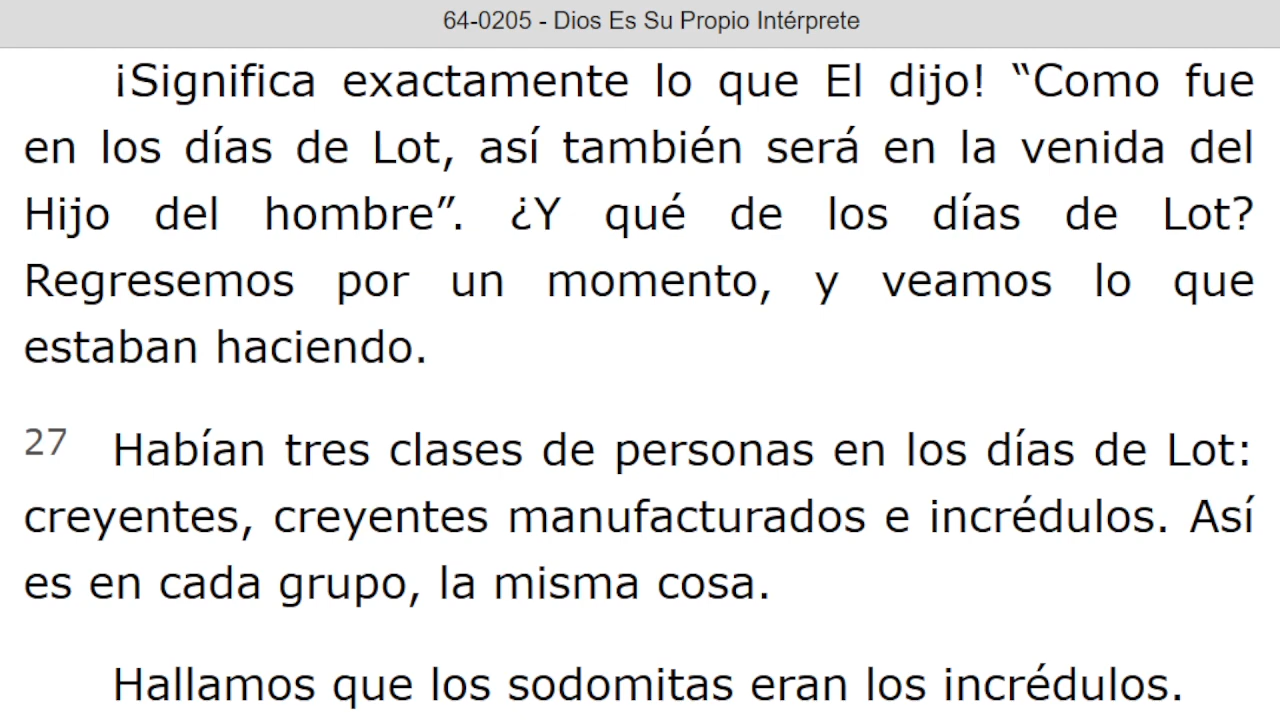 64-0205 - Dios Es Su Propio Intérprete
¡Significa exactamente lo que El dijo! “Como fue
en los días de Lot, así también será en la venida del
Hijo del hombre”. ¿Y qué de los días de Lot?
Regresemos por un momento, y veamos lo que
estaban haciendo.
27 Habían tres clases de personas en los días de Lot:
creyentes, creyentes manufacturados e incrédulos. Así
es en cada grupo, la misma cosa.
Hallamos que los sodomitas eran los incrédulos.